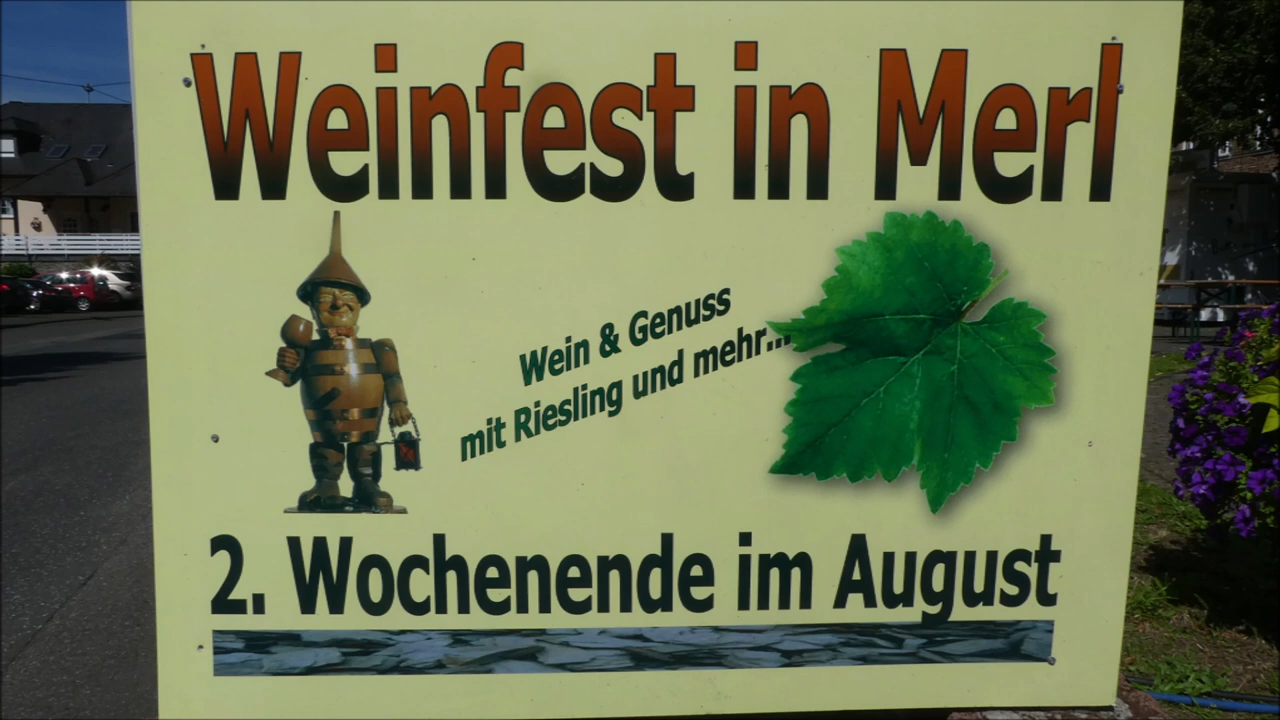 Weinfest in Merl
Wein & Genuss
mit Riesling und mehr...
2. Wochenende im August